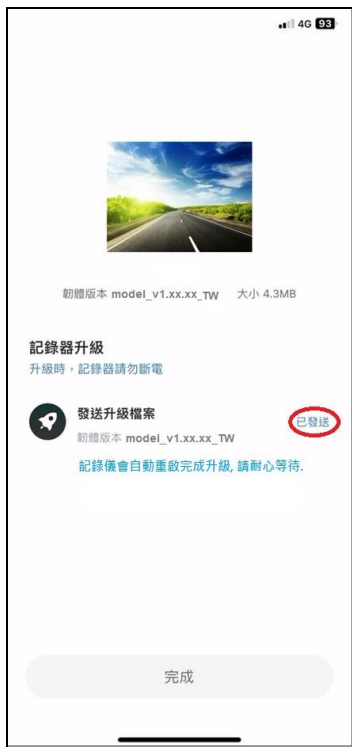 4G 93
韌體版本 model_v1.xx.xx_TW 大小 4.3MB
記錄器升級
升級時，記錄器請勿斷電
發送升級檔案
已發送
韌體版本 model_v1.xx.xx_TW
記錄儀會自動重啟完成升級, 請耐心等待.
完成